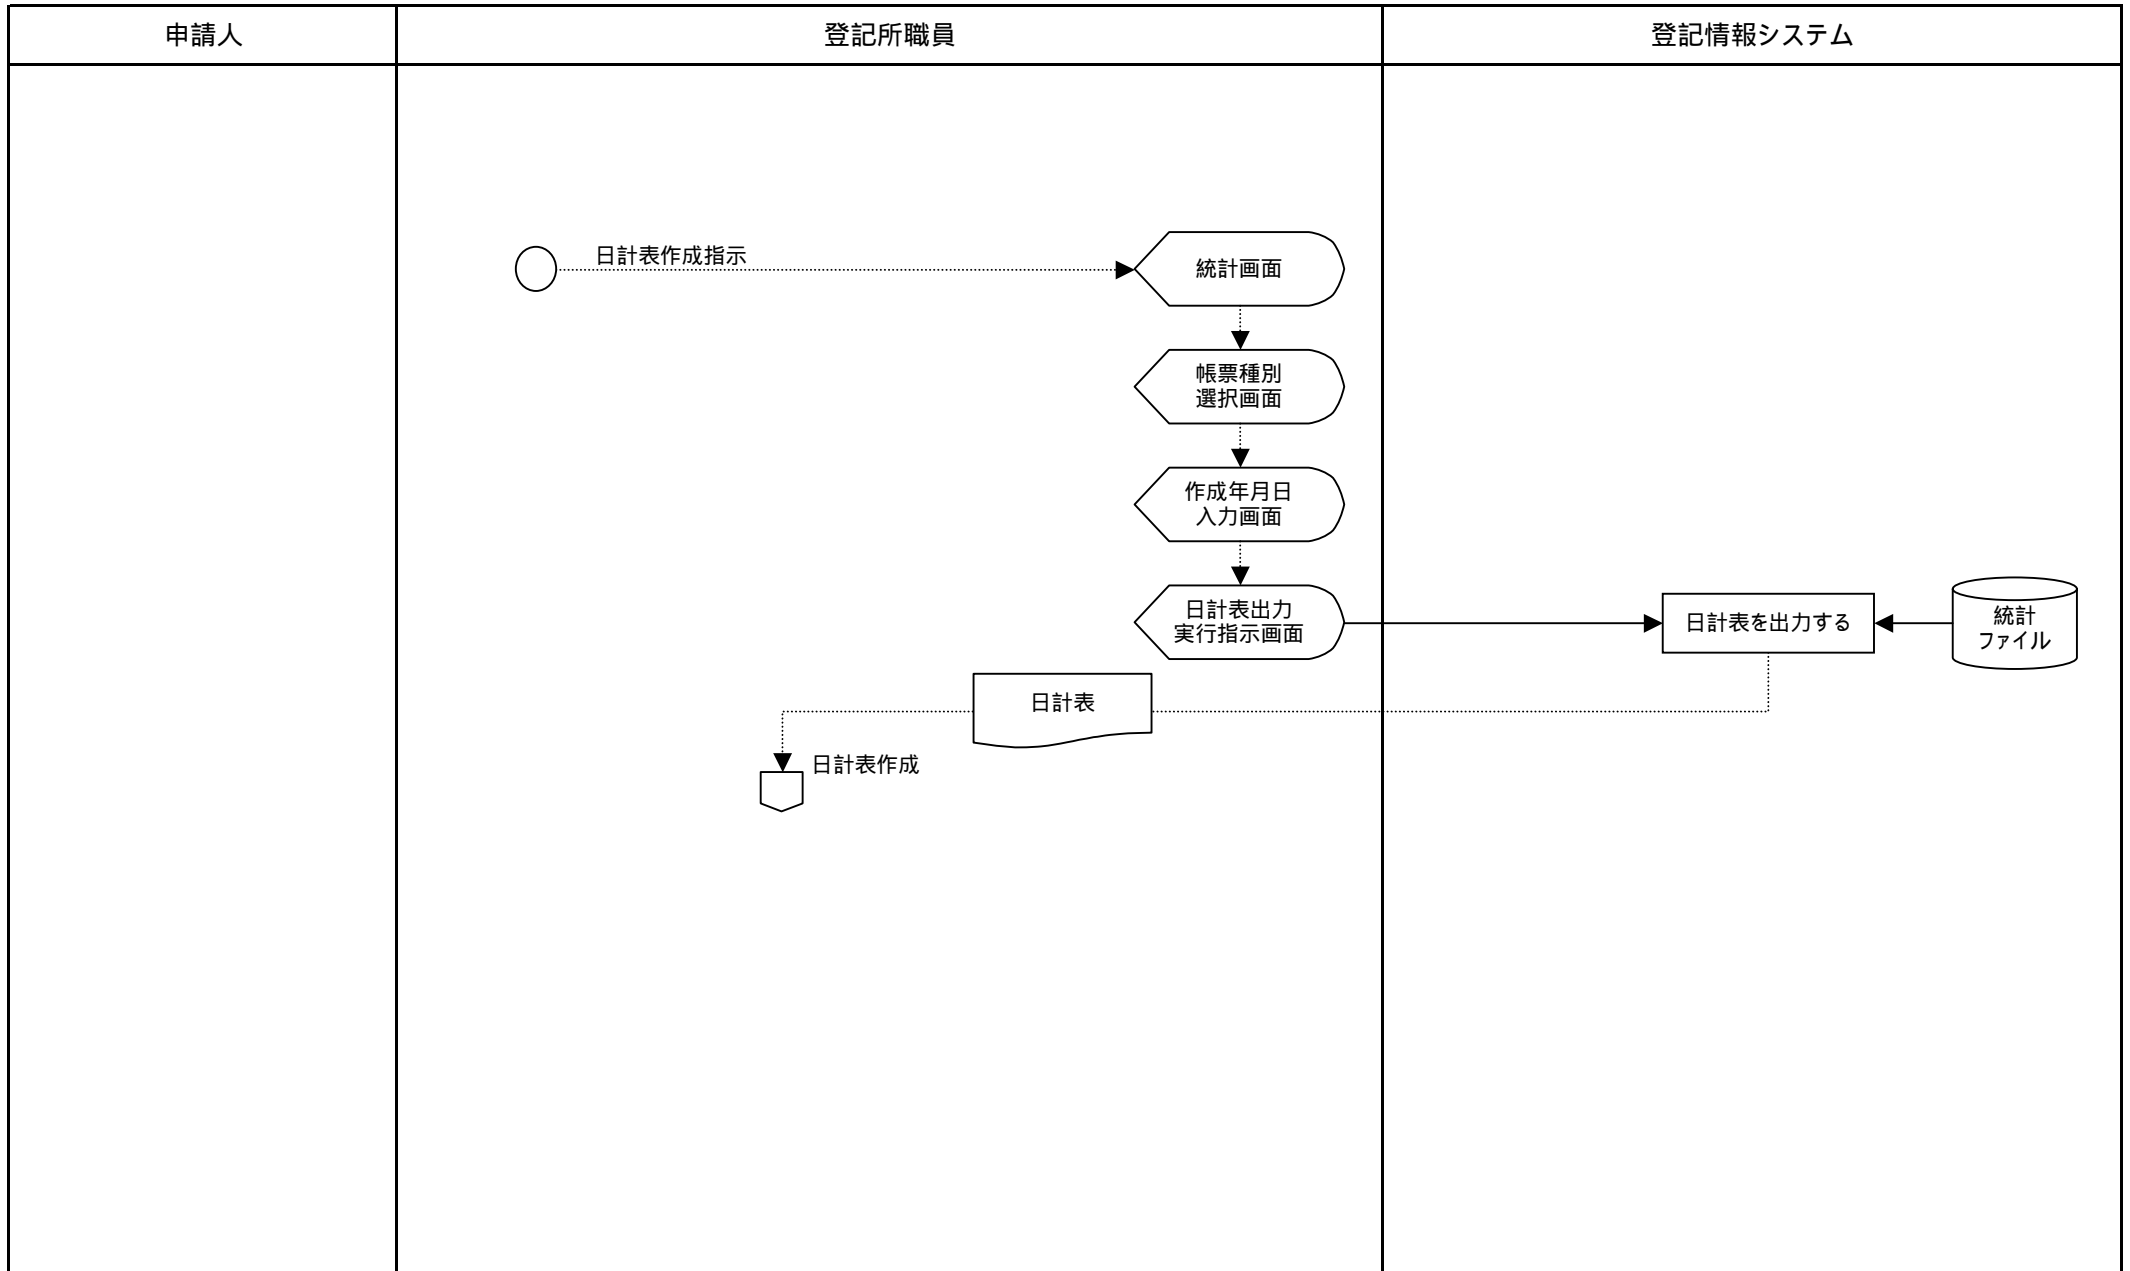 申請人
登記所職員
登記情報システム
日計表作成指示
統計画面
帳票種別
選択画面
作成年月日
入力画面
日計表出力
実行指示画面
日計表を出力する
統計
ファイル
日計表
日計表作成